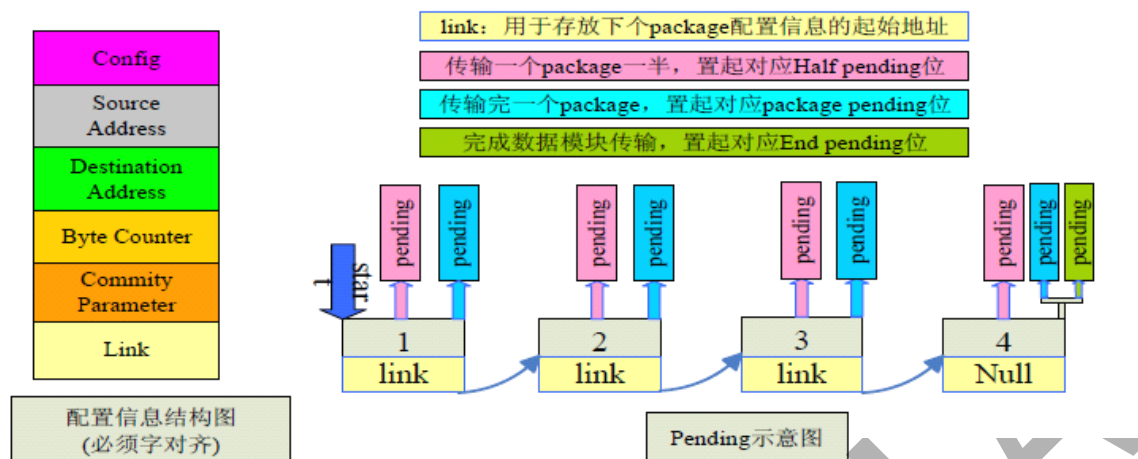 Config
Source
Address
Destination
Address
Byte Counter
Commity
Parameter
Link
配置信息结构图
(必须字对齐)
link：用于存放下个package配置信息的起始地址
传输一个package一半，置起对应Half pending位
传输完一个package，置起对应package pending位
完成数据模块传输，置起对应End pending位
start
pending
pending
pending
pending
pending
pending
pending
pending
pending
1
2
3
4
link
link
link
Null
Pending示意图